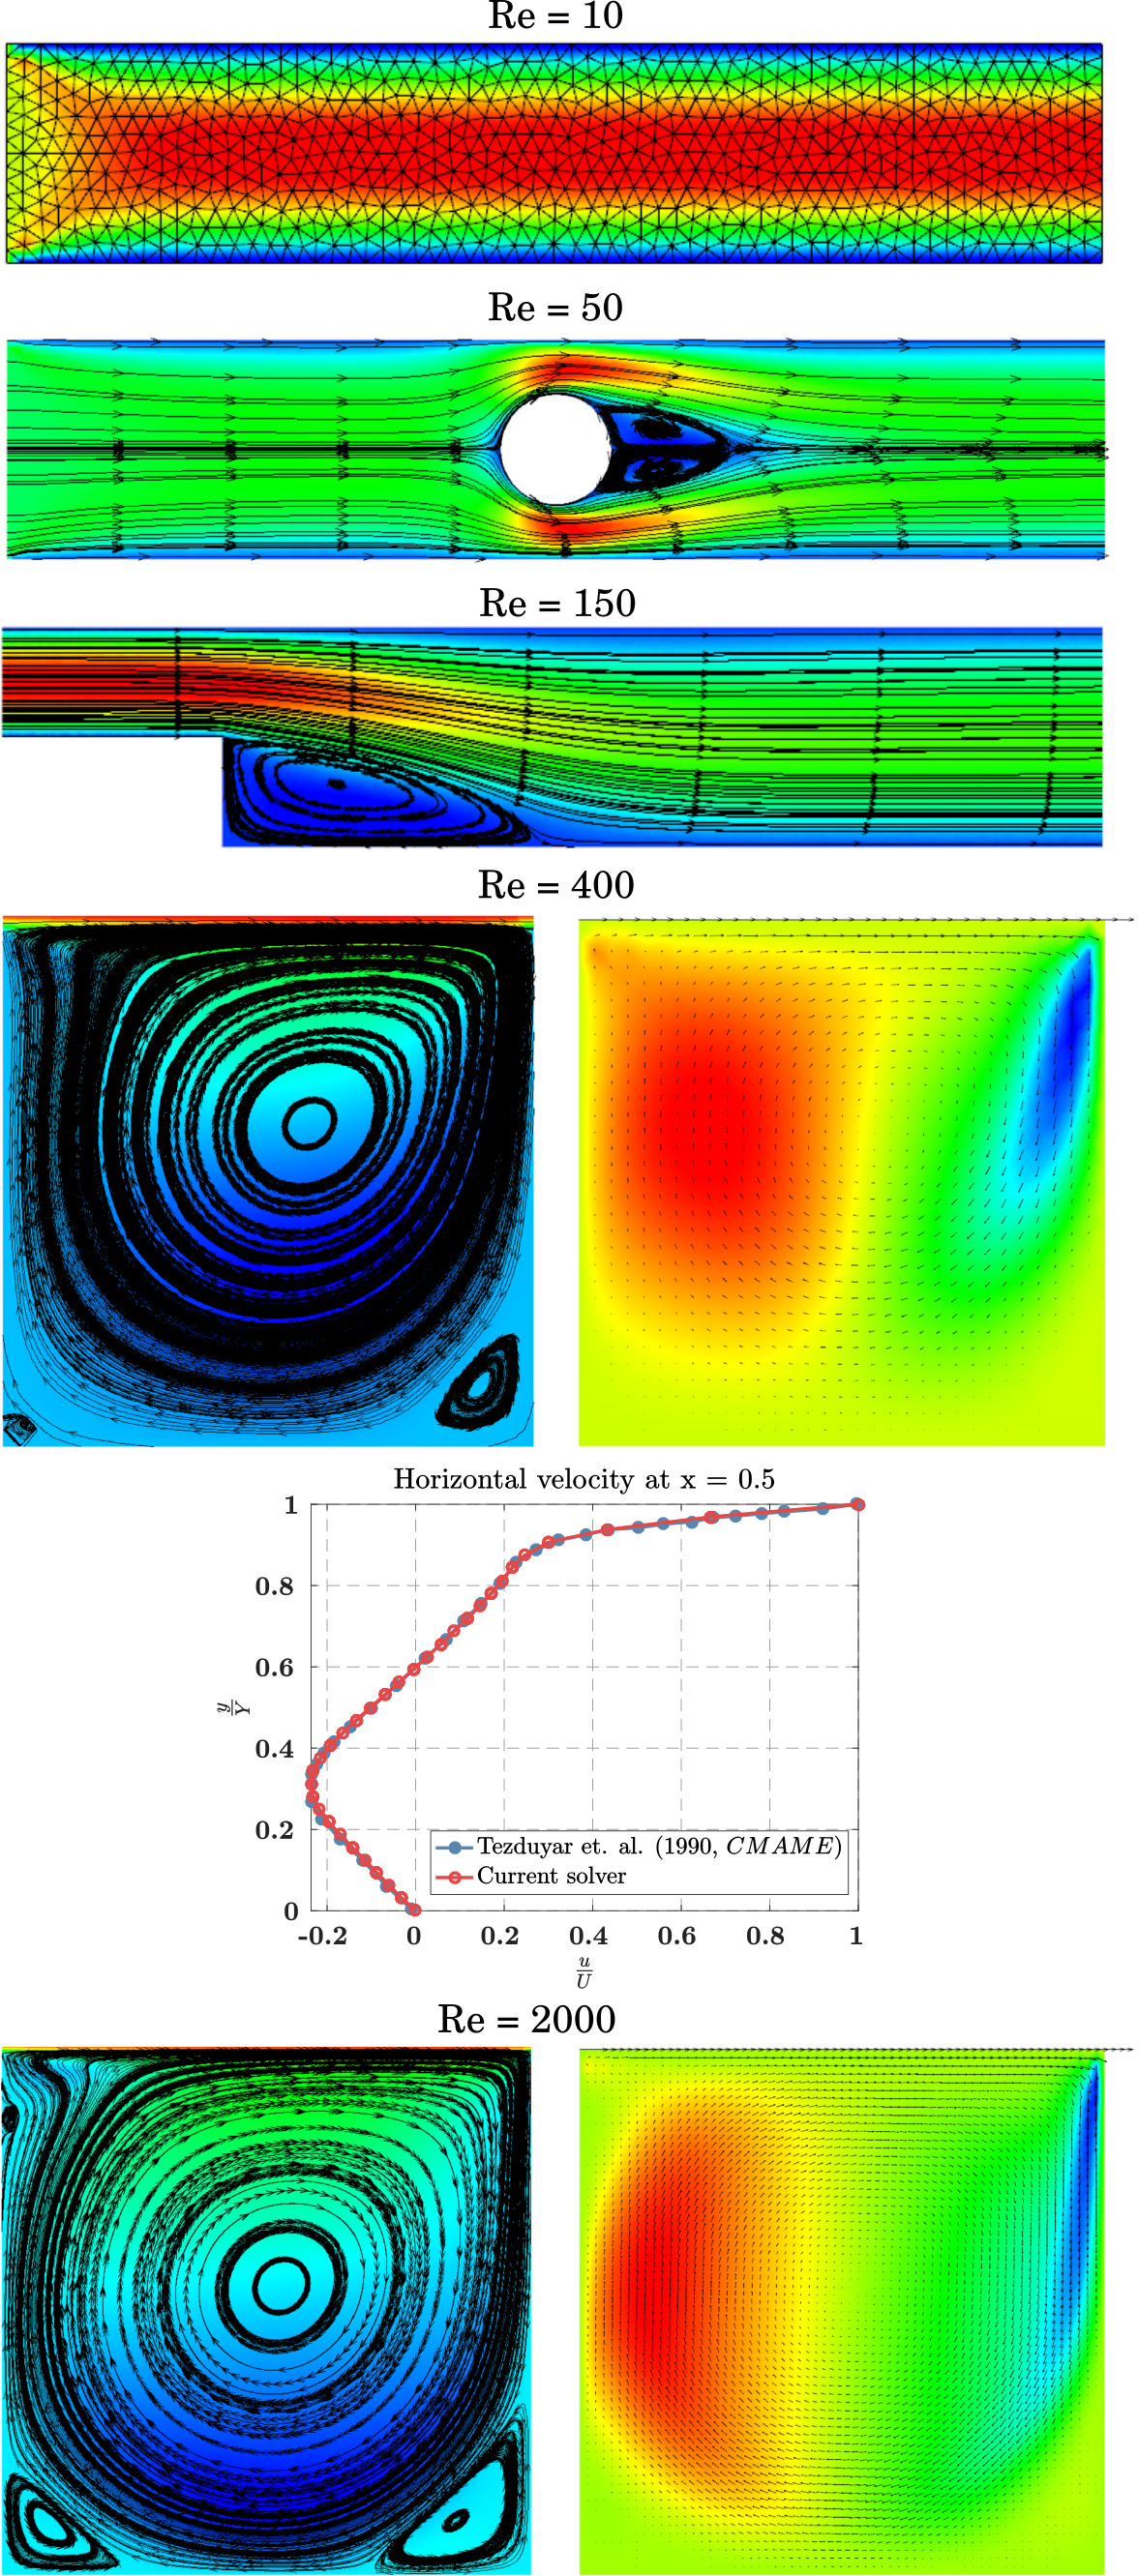 Re = 10
Re = 50
Re = 150
Re = 400
Horizontal velocity at x = 0.5
1
0.8
0.6
0.4
0.2
0
y/Y
Tezduyar et. al. (1990, CMAME)
Current solver
-0.2 0 0.2 0.4 0.6 0.8 1
u/U
Re = 2000